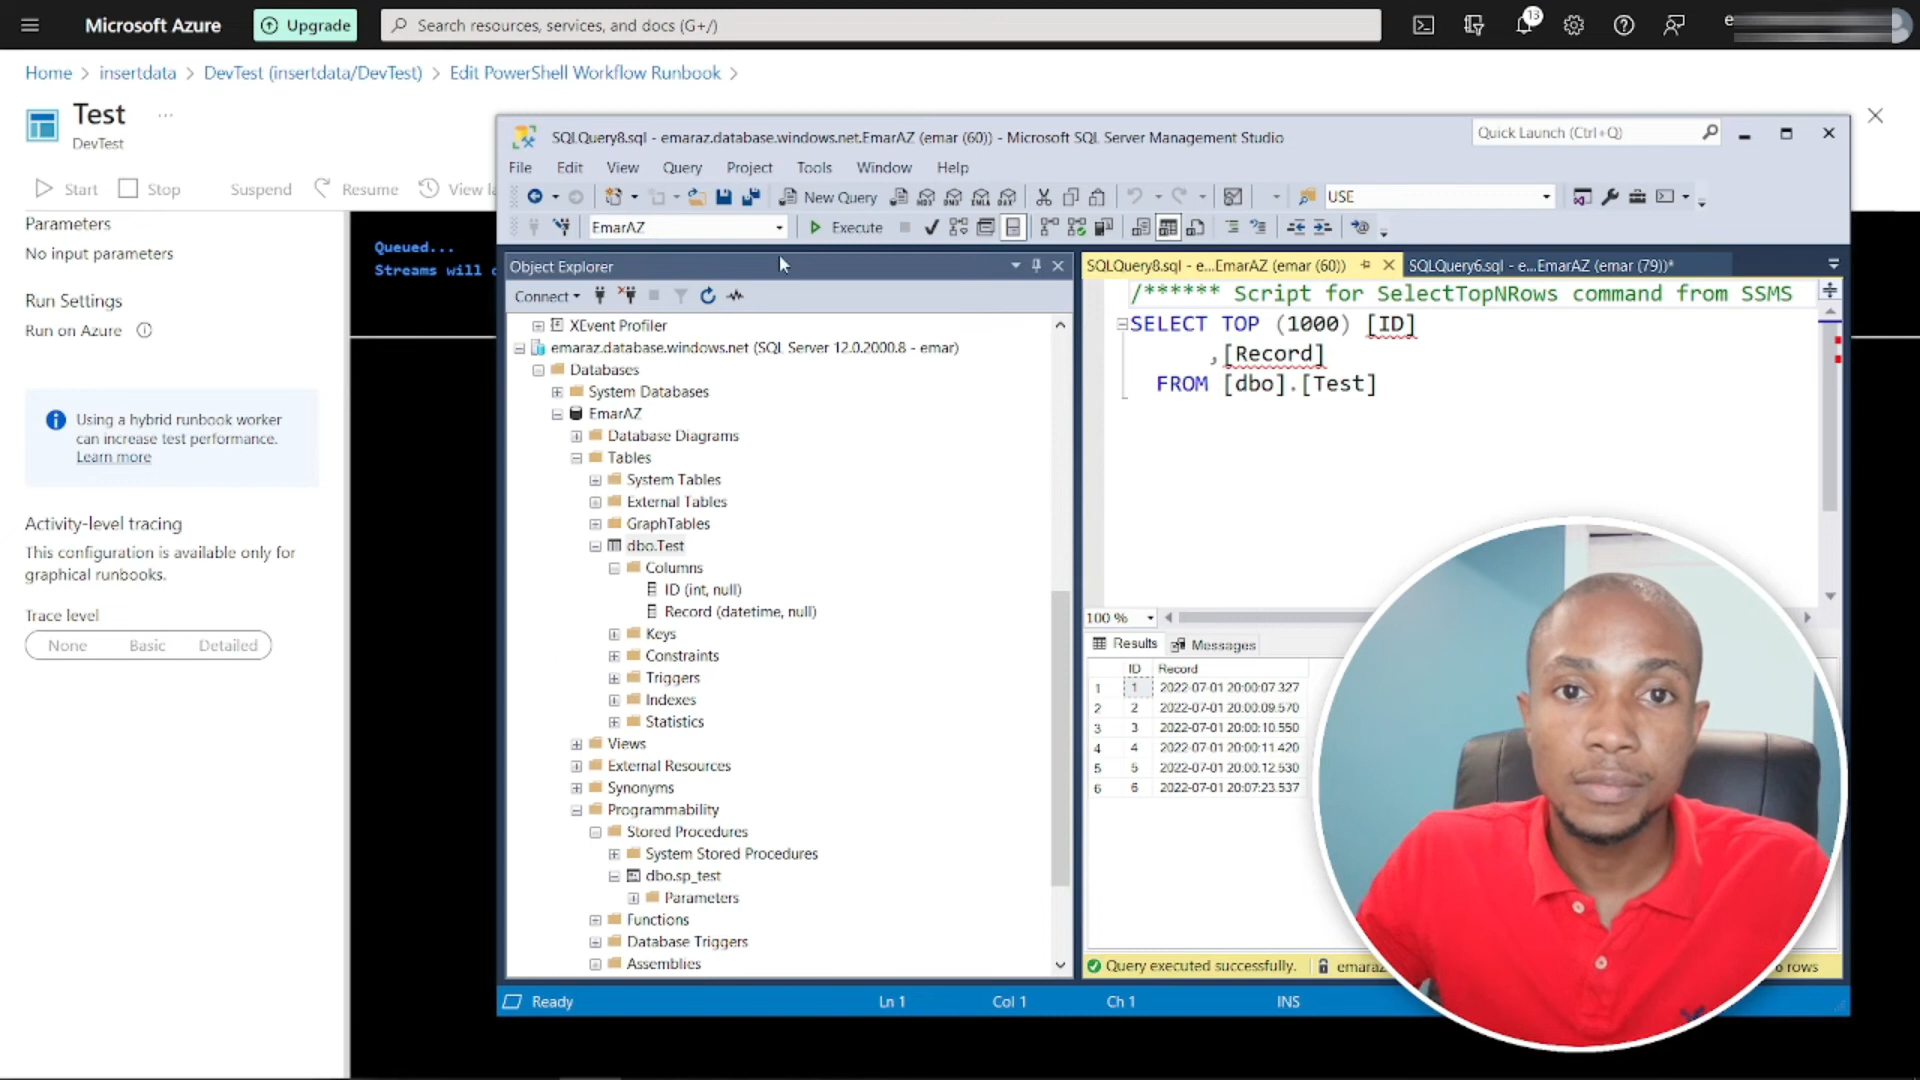 Microsoft Azure
Upgrade
Search resources, services, and docs (G+/)
13
e
Home > insertdata > DevTest (insertdata/DevTest) > Edit PowerShell Workflow Runbook >
Test
...
DevTest
Start
Stop
Suspend
Resume
View la
Parameters
No input parameters
Run Settings
Run on Azure
Using a hybrid runbook worker
can increase test performance.
Learn more
Activity-level tracing
This configuration is available only for
graphical runbooks.
Trace level
None
Basic
Detailed
Queued...
Streams will
SQLQuery8.sql - emaraz.database.windows.net.EmarAZ (emar (60)) - Microsoft SQL Server Management Studio
Quick Launch (Ctrl+Q)
File Edit View Query Project Tools Window Help
New Query
USE
EmarAZ
Execute
Object Explorer
Connect
XEvent Profiler
emaraz.database.windows.net (SQL Server 12.0.2000.8 - emar)
Databases
System Databases
EmarAZ
Database Diagrams
Tables
System Tables
External Tables
GraphTables
dbo.Test
Columns
ID (int, null)
Record (datetime, null)
Keys
Constraints
Triggers
Indexes
Statistics
Views
External Resources
Synonyms
Programmability
Stored Procedures
System Stored Procedures
dbo.sp_test
Parameters
Functions
Database Triggers
Assemblies
SQLQuery8.sql - e...EmarAZ (emar (60))
SQLQuery6.sql - e...EmarAZ (emar (79))*
/****** Script for SelectTopNRows command from SSMS
SELECT TOP (1000) [ID]
,[Record]
FROM [dbo].[Test]
100 %
Results
Messages
ID Record
1 1 2022-07-01 20:00:07.327
2 2 2022-07-01 20:00:09.570
3 3 2022-07-01 20:00:10.550
4 4 2022-07-01 20:00:11.420
5 5 2022-07-01 20:00:12.530
6 6 2022-07-01 20:07:23.537
Query executed successfully.
emaraz
6 rows
Ready
Ln 1
Col 1
Ch 1
INS